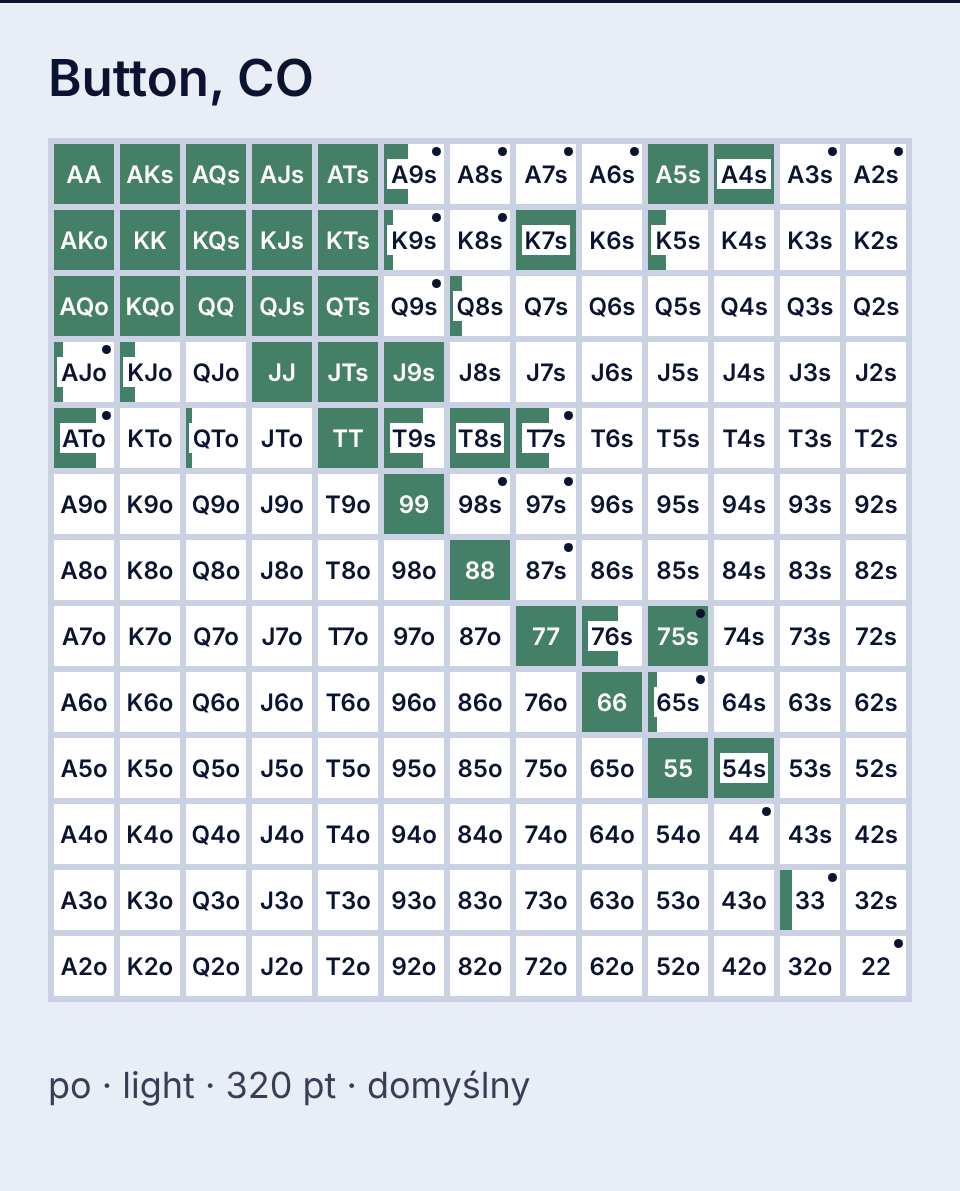 Button, CO
AA AKs AQs AJs ATs A9s A8s A7s A6s A5s A4s A3s A2s
AKo KK KQs KJs KTs K9s K8s K7s K6s K5s K4s K3s K2s
AQo KQo QQ QJs QTs Q9s Q8s Q7s Q6s Q5s Q4s Q3s Q2s
AJo KJo QJo JJ JTs J9s J8s J7s J6s J5s J4s J3s J2s
ATo KTo QTo JTo TT T9s T8s T7s T6s T5s T4s T3s T2s
A9o K9o Q9o J9o T9o 99 98s 97s 96s 95s 94s 93s 92s
A8o K8o Q8o J8o T8o 98o 88 87s 86s 85s 84s 83s 82s
A7o K7o Q7o J7o T7o 97o 87o 77 76s 75s 74s 73s 72s
A6o K6o Q6o J6o T6o 96o 86o 76o 66 65s 64s 63s 62s
A5o K5o Q5o J5o T5o 95o 85o 75o 65o 55 54s 53s 52s
A4o K4o Q4o J4o T4o 94o 84o 74o 64o 54o 44 43s 42s
A3o K3o Q3o J3o T3o 93o 83o 73o 63o 53o 43o 33 32s
A2o K2o Q2o J2o T2o 92o 82o 72o 62o 52o 42o 32o 22
po · light · 320 pt · domyślny